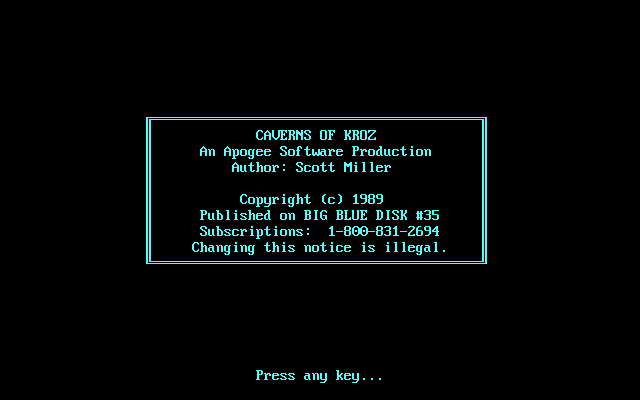 CAVERNS OF KROZ
An Apogee Software Production
Author: Scott Miller
Copyright (c) 1989
Published on BIG BLUE DISK #35
Subscriptions:  1-800-831-2694
Changing this notice is illegal.
Press any key...